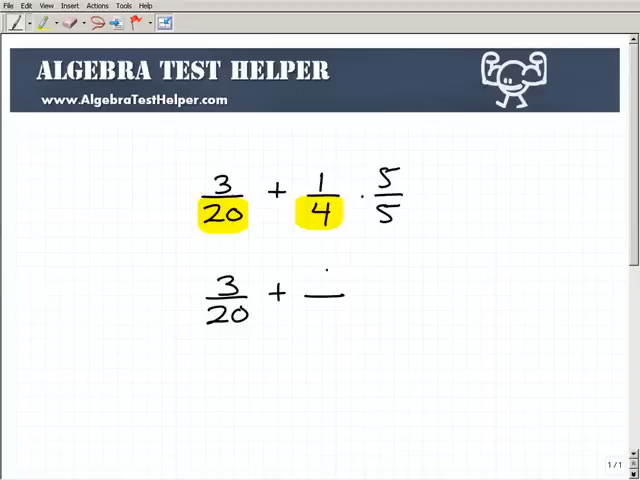 File Edit View Insert Actions Tools Help
ALGEBRA TEST HELPER
www.AlgebraTestHelper.com
3/20 + 1/4 · 5/5
3/20 +
1/1